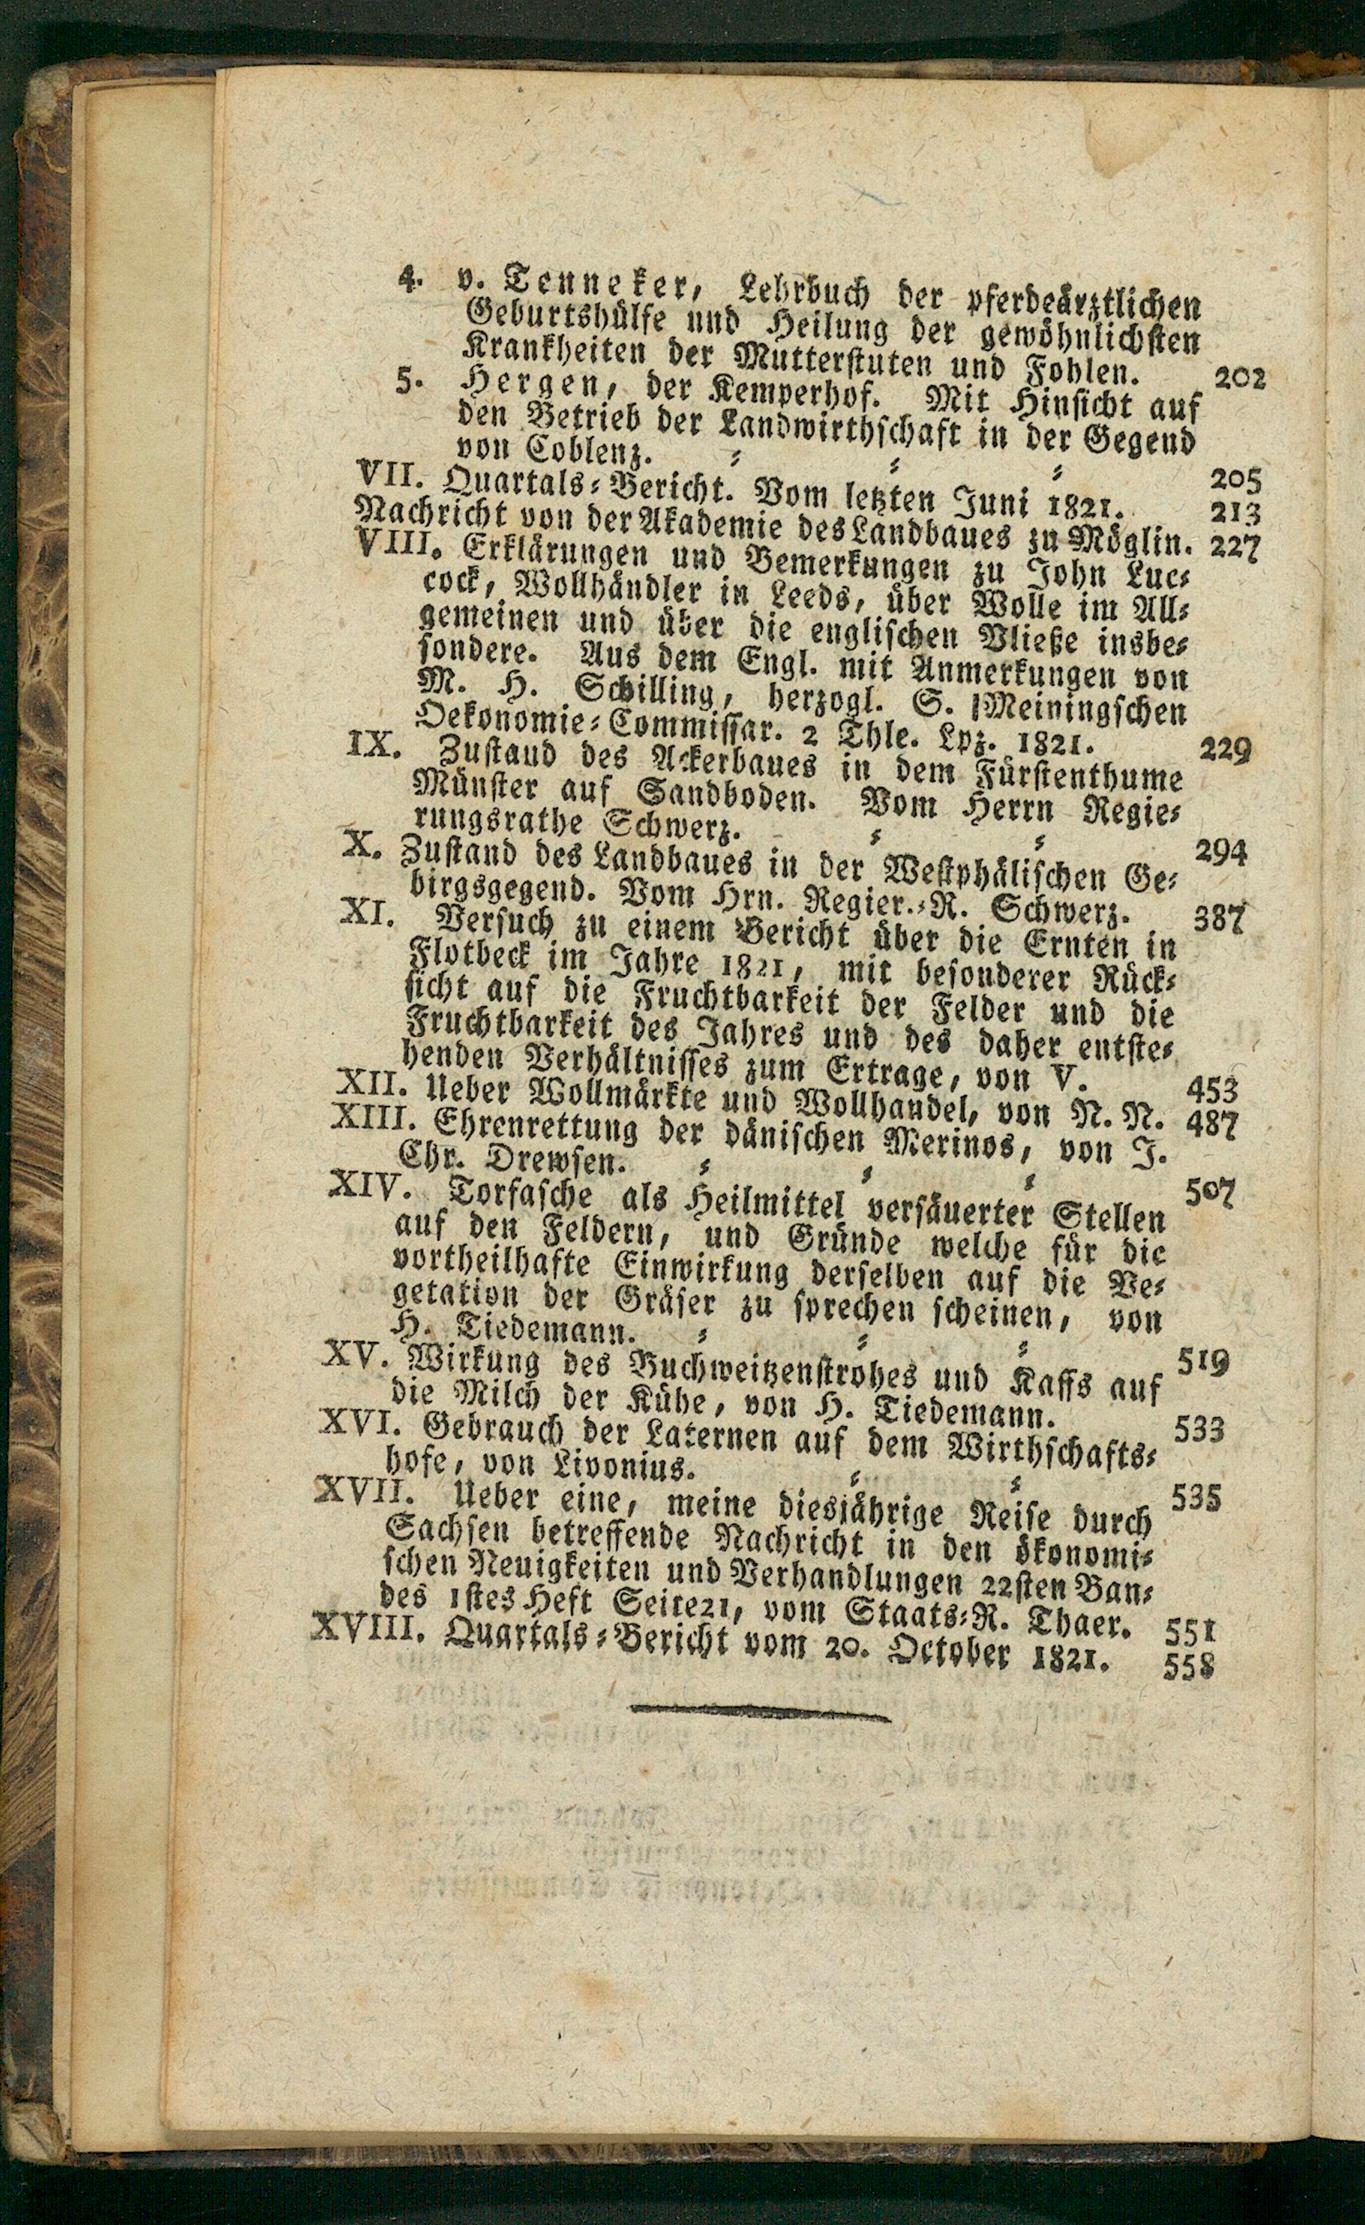 4. v. Tenneker, Lehrbuch der pferdeärztlichen
Geburtshülfe und Heilung der gewöhnlichsten
Krankheiten der Mutterstuten und Fohlen. 202
5. Hergen, der Kemperhof. Mit Hinsicht auf
den Betrieb der Landwirthschaft in der Gegend
von Coblenz. ⸗ ⸗ ⸗ 205
VII. Quartals⸗Bericht. Vom letzten Juni 1821. 213
Nachricht von der Akademie des Landbaues zu Möglin. 227
VIII. Erklärungen und Bemerkungen zu John Luc⸗
cock, Wollhändler in Leeds, über Wolle im All⸗
gemeinen und über die englischen Vließe insbe⸗
sondere. Aus dem Engl. mit Anmerkungen von
M. H. Schilling, herzogl. S. Meiningschen
Oekonomie⸗Commissar. 2 Thle. Lpz. 1821. 229
IX. Zustand des Ackerbaues in dem Fürstenthume
Münster auf Sandboden. Vom Herrn Regie⸗
rungsrathe Schwerz. ⸗ ⸗ 294
X. Zustand des Landbaues in der Westphälischen Ge⸗
birgsgegend. Vom Hrn. Regier.⸗R. Schwerz. 387
XI. Versuch zu einem Bericht über die Ernten in
Flotbeck im Jahre 1821, mit besonderer Rück⸗
sicht auf die Fruchtbarkeit der Felder und die
Fruchtbarkeit des Jahres und des daher entste⸗
henden Verhältnisses zum Ertrage, von V. 453
XII. Ueber Wollmärkte und Wollhandel, von N. N. 487
XIII. Ehrenrettung der dänischen Merinos, von J.
Chr. Drewsen. ⸗ ⸗ ⸗ 507
XIV. Torfasche als Heilmittel versäuerter Stellen
auf den Feldern, und Gründe welche für die
vortheilhafte Einwirkung derselben auf die Ve⸗
getation der Gräser zu sprechen scheinen, von
H. Tiedemann. ⸗ ⸗ ⸗ 519
XV. Wirkung des Buchweitzenstrohes und Kaffs auf
die Milch der Kühe, von H. Tiedemann. 533
XVI. Gebrauch der Laternen auf dem Wirthschafts⸗
hofe, von Livonius. ⸗ ⸗ 535
XVII. Ueber eine, meine diesjährige Reise durch
Sachsen betreffende Nachricht in den ökonomi⸗
schen Neuigkeiten und Verhandlungen 22sten Ban⸗
des 1stes Heft Seite 21, vom Staats⸗R. Thaer. 551
XVIII. Quartals⸗Bericht vom 20. October 1821. 558